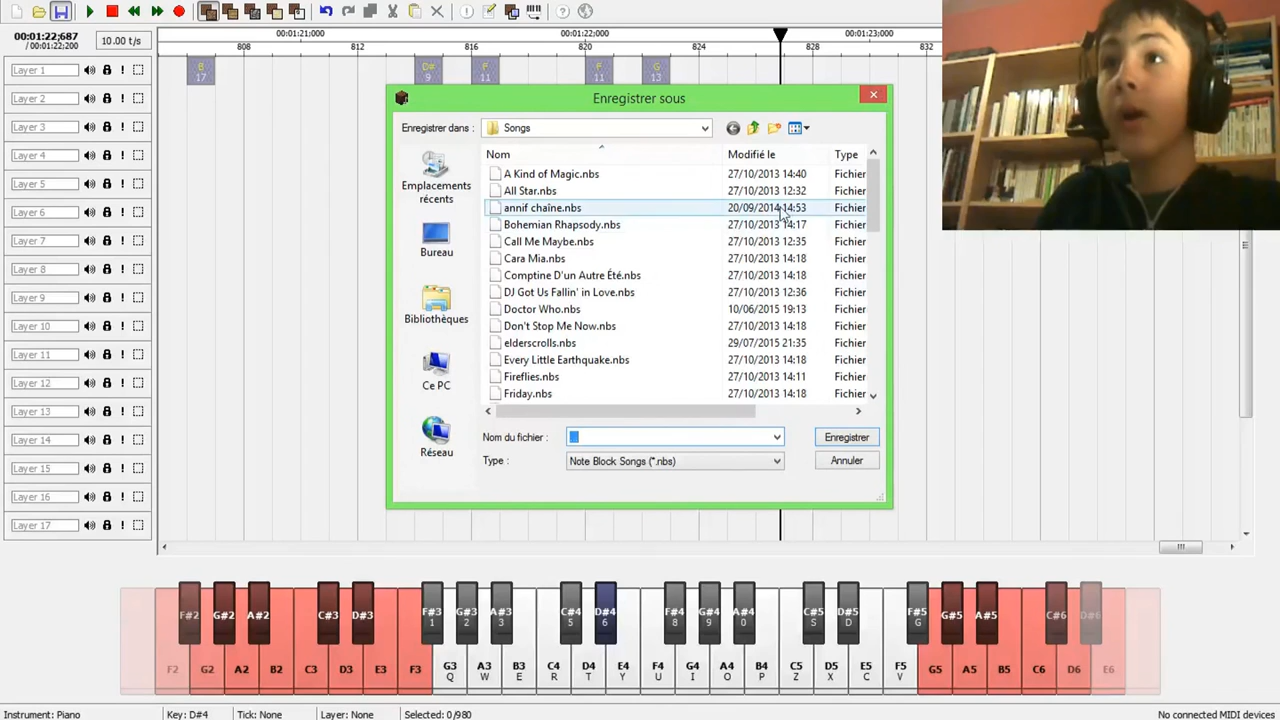 00:01:22;687
/ 00:01:22;200
10.00 t/s
00:01:21;000
00:01:22;000
00:01:23;000
808
812
816
820
824
828
832
Layer 1
B
17
D#
9
F
11
F
11
G
13
Layer 2
Layer 3
Layer 4
Layer 5
Layer 6
Layer 7
Layer 8
Layer 9
Layer 10
Layer 11
Layer 12
Layer 13
Layer 14
Layer 15
Layer 16
Layer 17
Enregistrer sous
Enregistrer dans :
Songs
Emplacements
récents
Bureau
Bibliothèques
Ce PC
Réseau
Nom Modifié le Type
A Kind of Magic.nbs 27/10/2013 14:40 Fichier
All Star.nbs 27/10/2013 12:32 Fichier
annif chaîne.nbs 20/09/2014 14:53 Fichier
Bohemian Rhapsody.nbs 27/10/2013 14:17 Fichier
Call Me Maybe.nbs 27/10/2013 12:35 Fichier
Cara Mia.nbs 27/10/2013 14:18 Fichier
Comptine D'un Autre Été.nbs 27/10/2013 14:18 Fichier
DJ Got Us Fallin' in Love.nbs 27/10/2013 12:36 Fichier
Doctor Who.nbs 10/06/2015 19:13 Fichier
Don't Stop Me Now.nbs 27/10/2013 14:18 Fichier
elderscrolls.nbs 29/07/2015 21:35 Fichier
Every Little Earthquake.nbs 27/10/2013 14:18 Fichier
Fireflies.nbs 27/10/2013 14:11 Fichier
Friday.nbs 27/10/2013 14:18 Fichier
Nom du fichier :
Enregistrer
Type :
Note Block Songs (*.nbs)
Annuler
F#2 G#2 A#2 C#3 D#3 F#3 G#3 A#3 C#4 D#4 F#4 G#4 A#4 C#5 D#5 F#5 G#5 A#5 C#6 D#6
1 2 3 5 6 8 9 0 S D G
F2 G2 A2 B2 C3 D3 E3 F3 G3 A3 B3 C4 D4 E4 F4 G4 A4 B4 C5 D5 E5 F5 G5 A5 B5 C6 D6 E6
Q W E R T Y U I O P Z X C V
Instrument: Piano
Key: D#4
Tick: None
Layer: None
Selected: 0/980
No connected MIDI devices